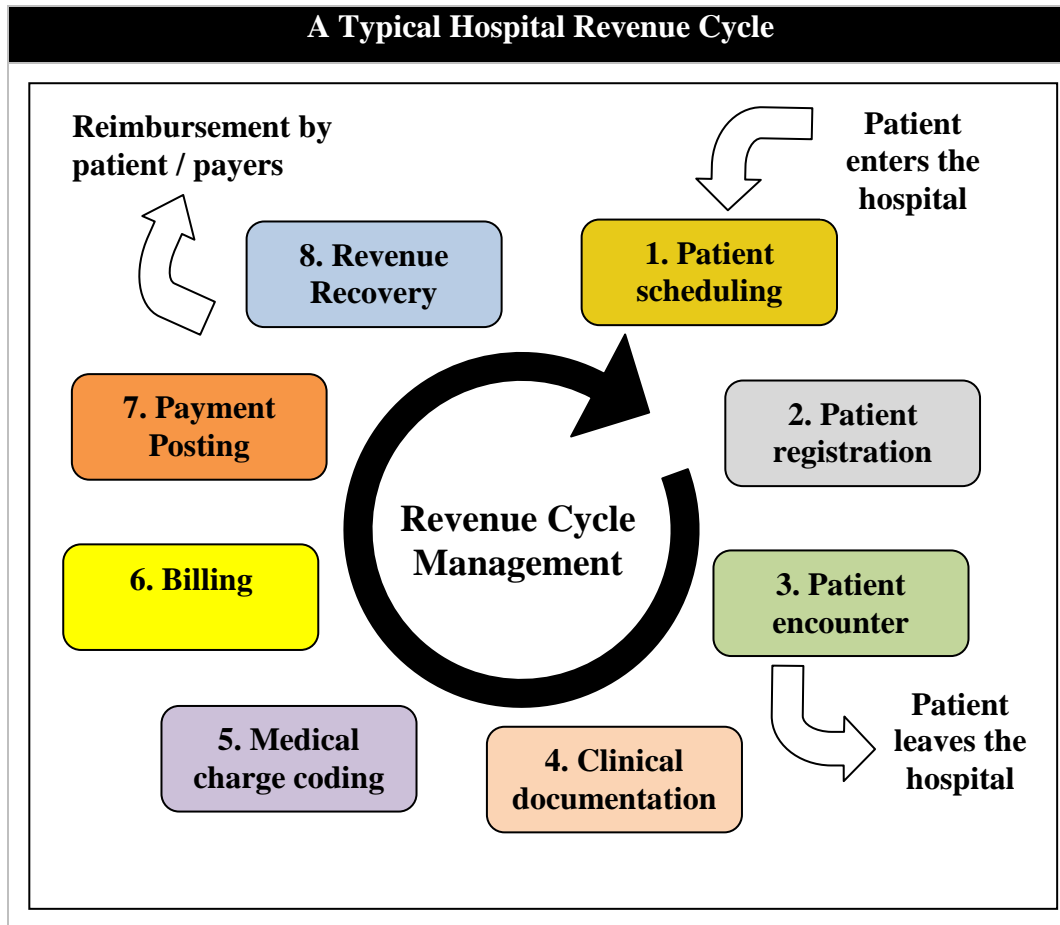 A Typical Hospital Revenue Cycle
Reimbursement by
patient / payers
Patient
enters the
hospital
8. Revenue
Recovery
1. Patient
scheduling
7. Payment
Posting
2. Patient
registration
Revenue Cycle
Management
6. Billing
3. Patient
encounter
5. Medical
charge coding
4. Clinical
documentation
Patient
leaves the
hospital